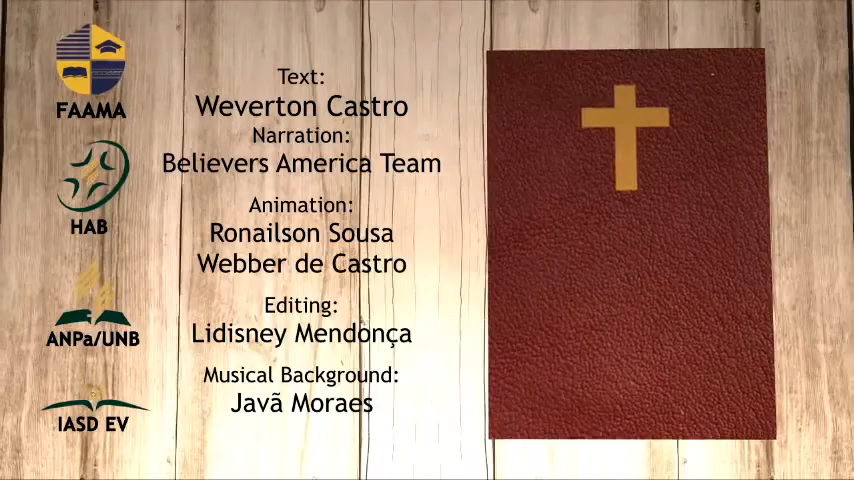 FAAMA
HAB
ANPa/UNB
IASD EV
Text:
Weverton Castro
Narration:
Believers America Team
Animation:
Ronailson Sousa
Webber de Castro
Editing:
Lidisney Mendonça
Musical Background:
Javã Moraes